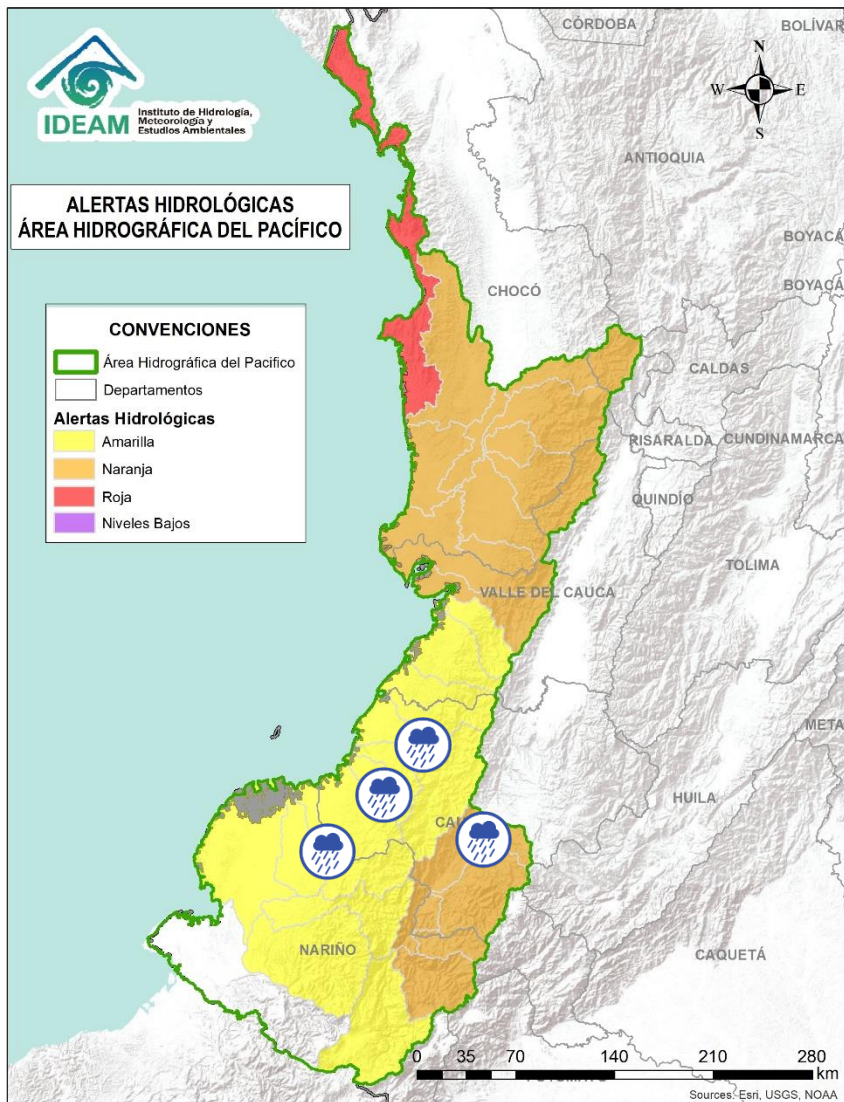 CÓRDOBA
BOLÍVAR
IDEAM
Instituto de Hidrología,
Meteorología y
Estudios Ambientales
N
W
E
S
ANTIOQUIA
ALERTAS HIDROLÓGICAS
ÁREA HIDROGRÁFICA DEL PACÍFICO
BOYACÁ
BOYACÁ
CHOCÓ
CONVENCIONES
Área Hidrográfica del Pacifico
Departamentos
Alertas Hidrológicas
Amarilla
Naranja
Roja
Niveles Bajos
CALDAS
RISARALDA
CUNDINAMARCA
QUINDÍO
TOLIMA
VALLE DEL CAUCA
META
HUILA
CAU
NARIÑO
CAQUETÁ
0 35 70 140 210 280
km
Sources: Esri, USGS, NOAA